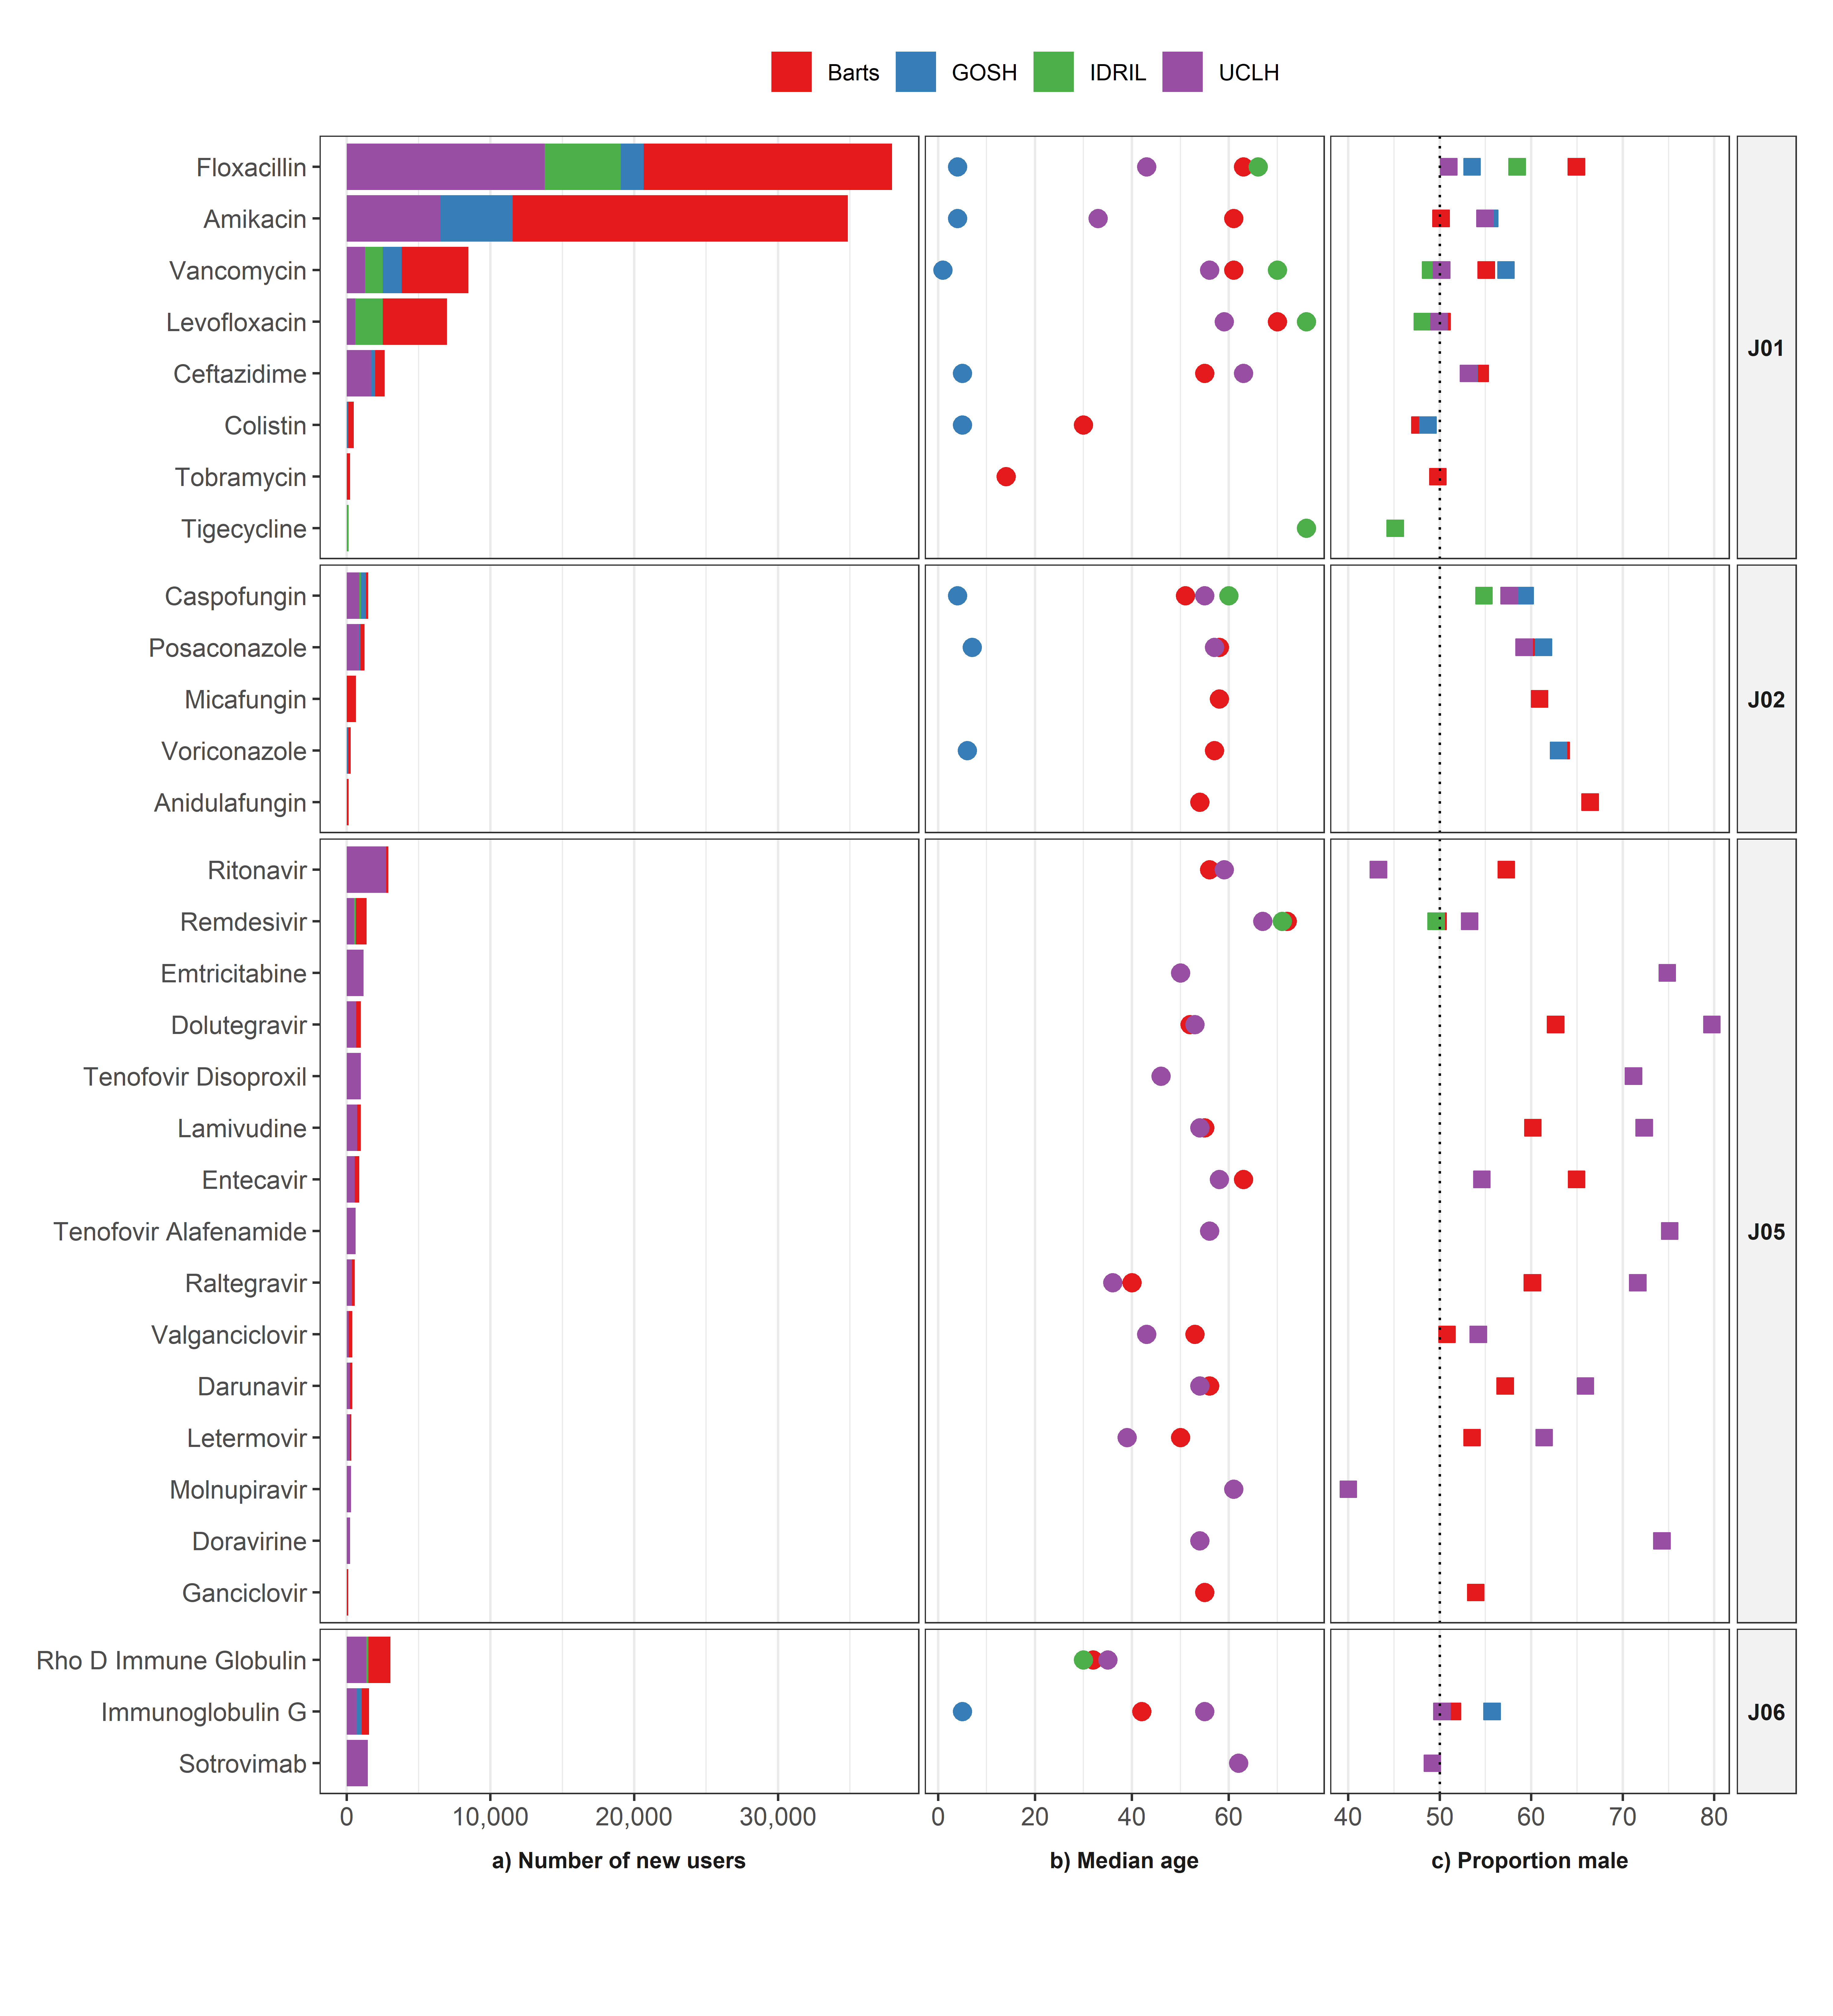 Barts GOSH IDRIL UCLH
Floxacillin
Amikacin
Vancomycin
Levofloxacin
Ceftazidime
Colistin
Tobramycin
Tigecycline
J01
Caspofungin
Posaconazole
Micafungin
Voriconazole
Anidulafungin
J02
Ritonavir
Remdesivir
Emtricitabine
Dolutegravir
Tenofovir Disoproxil
Lamivudine
Entecavir
Tenofovir Alafenamide
Raltegravir
Valganciclovir
Darunavir
Letermovir
Molnupiravir
Doravirine
Ganciclovir
J05
Rho D Immune Globulin
Immunoglobulin G
Sotrovimab
J06
0 10,000 20,000 30,000 0 20 40 60 40 50 60 70 80
a) Number of new users b) Median age c) Proportion male